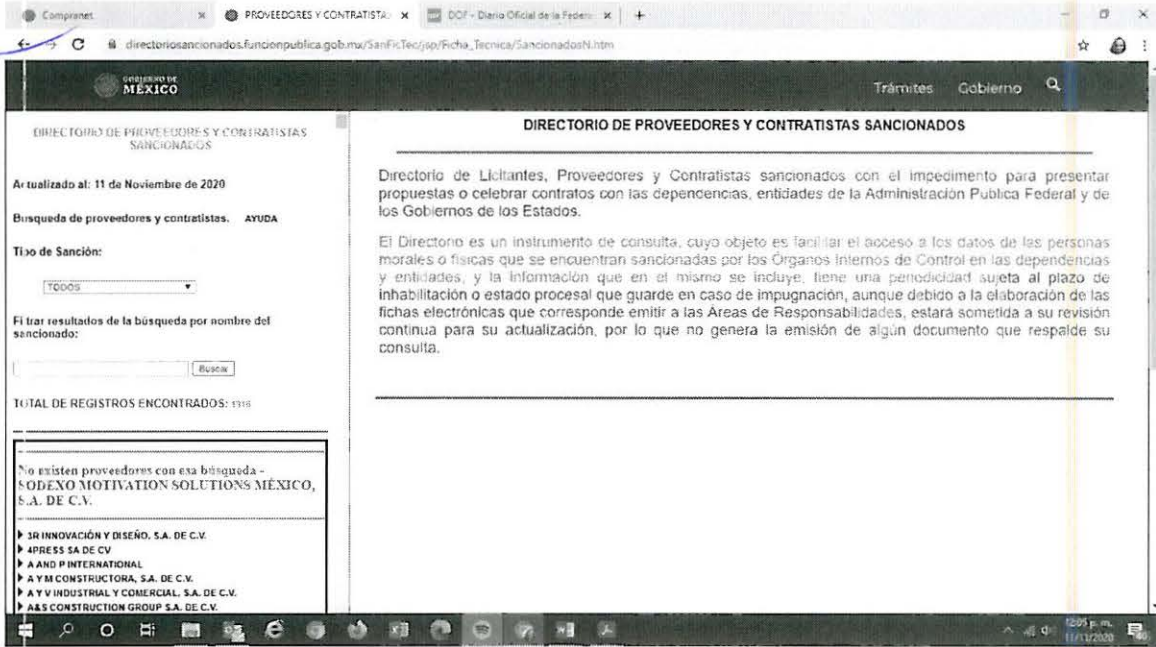 Compranet
PROVEEDORES Y CONTRATISTA
DOF - Diario Oficial de la Federa
directoriosancionados.funcionpublica.gob.mx/SanFicTec/jsp/Ficha_Tecnica/SancionadosN.htm
GOBIERNO DE
MÉXICO
Trámites Gobierno
DIRECTORIO DE PROVEEDORES Y CONTRATISTAS
SANCIONADOS
Actualizado al: 11 de Noviembre de 2020
Busqueda de proveedores y contratistas. AYUDA
Tipo de Sanción:
TODOS
Filtrar resultados de la búsqueda por nombre del
sancionado:
Buscar
TOTAL DE REGISTROS ENCONTRADOS: 1316
No existen proveedores con esa búsqueda -
SODEXO MOTIVATION SOLUTIONS MÉXICO,
S.A. DE C.V.
3R INNOVACIÓN Y DISEÑO, S.A. DE C.V.
4PRESS SA DE CV
A AND P INTERNATIONAL
A Y M CONSTRUCTORA, S.A. DE C.V.
A Y V INDUSTRIAL Y COMERCIAL, S.A. DE C.V.
A&S CONSTRUCTION GROUP S.A. DE C.V.
DIRECTORIO DE PROVEEDORES Y CONTRATISTAS SANCIONADOS
Directorio de Licitantes, Proveedores y Contratistas sancionados con el impedimento para presentar
propuestas o celebrar contratos con las dependencias, entidades de la Administración Publica Federal y de
los Gobiernos de los Estados.
El Directorio es un instrumento de consulta, cuyo objeto es facilitar el acceso a los datos de las personas
morales o físicas que se encuentran sancionadas por los Órganos Internos de Control en las dependencias
y entidades, y la información que en el mismo se incluye, tiene una periodicidad sujeta al plazo de
inhabilitación o estado procesal que guarde en caso de impugnación, aunque debido a la elaboración de las
fichas electrónicas que corresponde emitir a las Areas de Responsabilidades, estará sometida a su revisión
continua para su actualización, por lo que no genera la emisión de algún documento que respalde su
consulta.
12:05 p. m.
11/11/2020